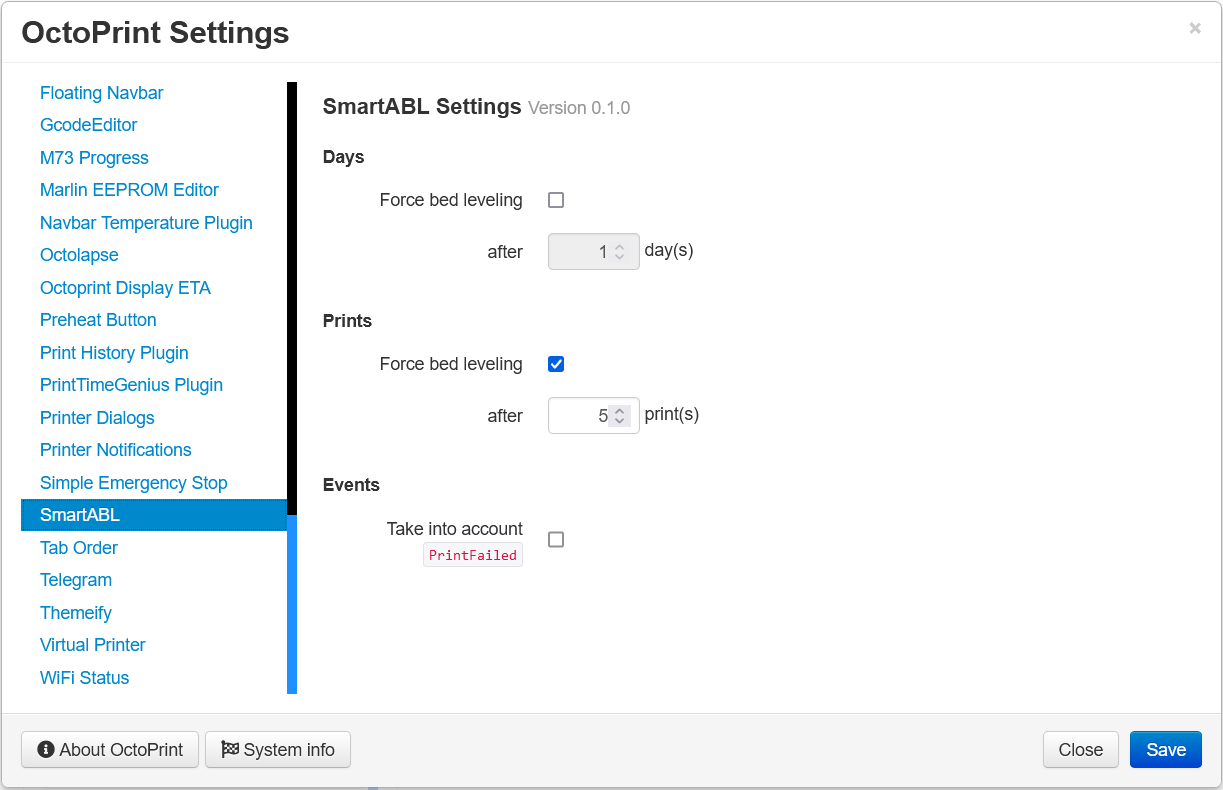 OctoPrint Settings
×
Floating Navbar
GcodeEditor
M73 Progress
Marlin EEPROM Editor
Navbar Temperature Plugin
Octolapse
Octoprint Display ETA
Preheat Button
Print History Plugin
PrintTimeGenius Plugin
Printer Dialogs
Printer Notifications
Simple Emergency Stop
SmartABL
Tab Order
Telegram
Themeify
Virtual Printer
WiFi Status
SmartABL Settings Version 0.1.0
Days
Force bed leveling
after 1 day(s)
Prints
Force bed leveling
after 5 print(s)
Events
Take into account
PrintFailed
About OctoPrint System info Close Save